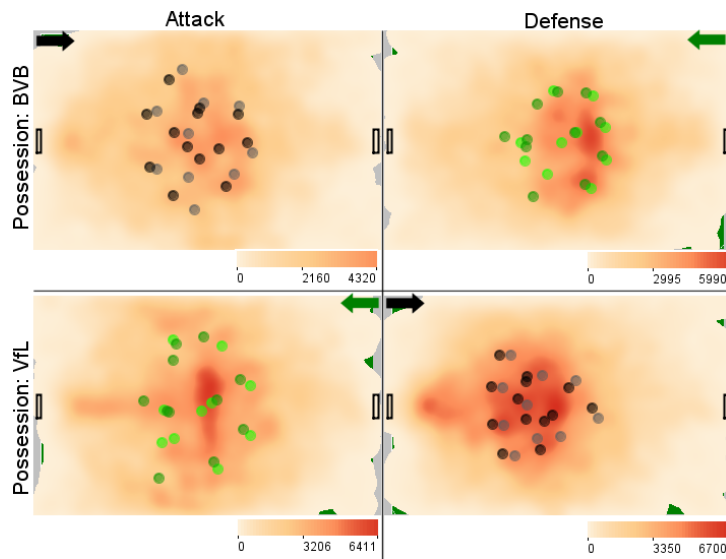 Attack Defense
Possession: BVB
0 2160 4320
0 2995 5990
Possession: VfL
0 3206 6411
0 3350 6700